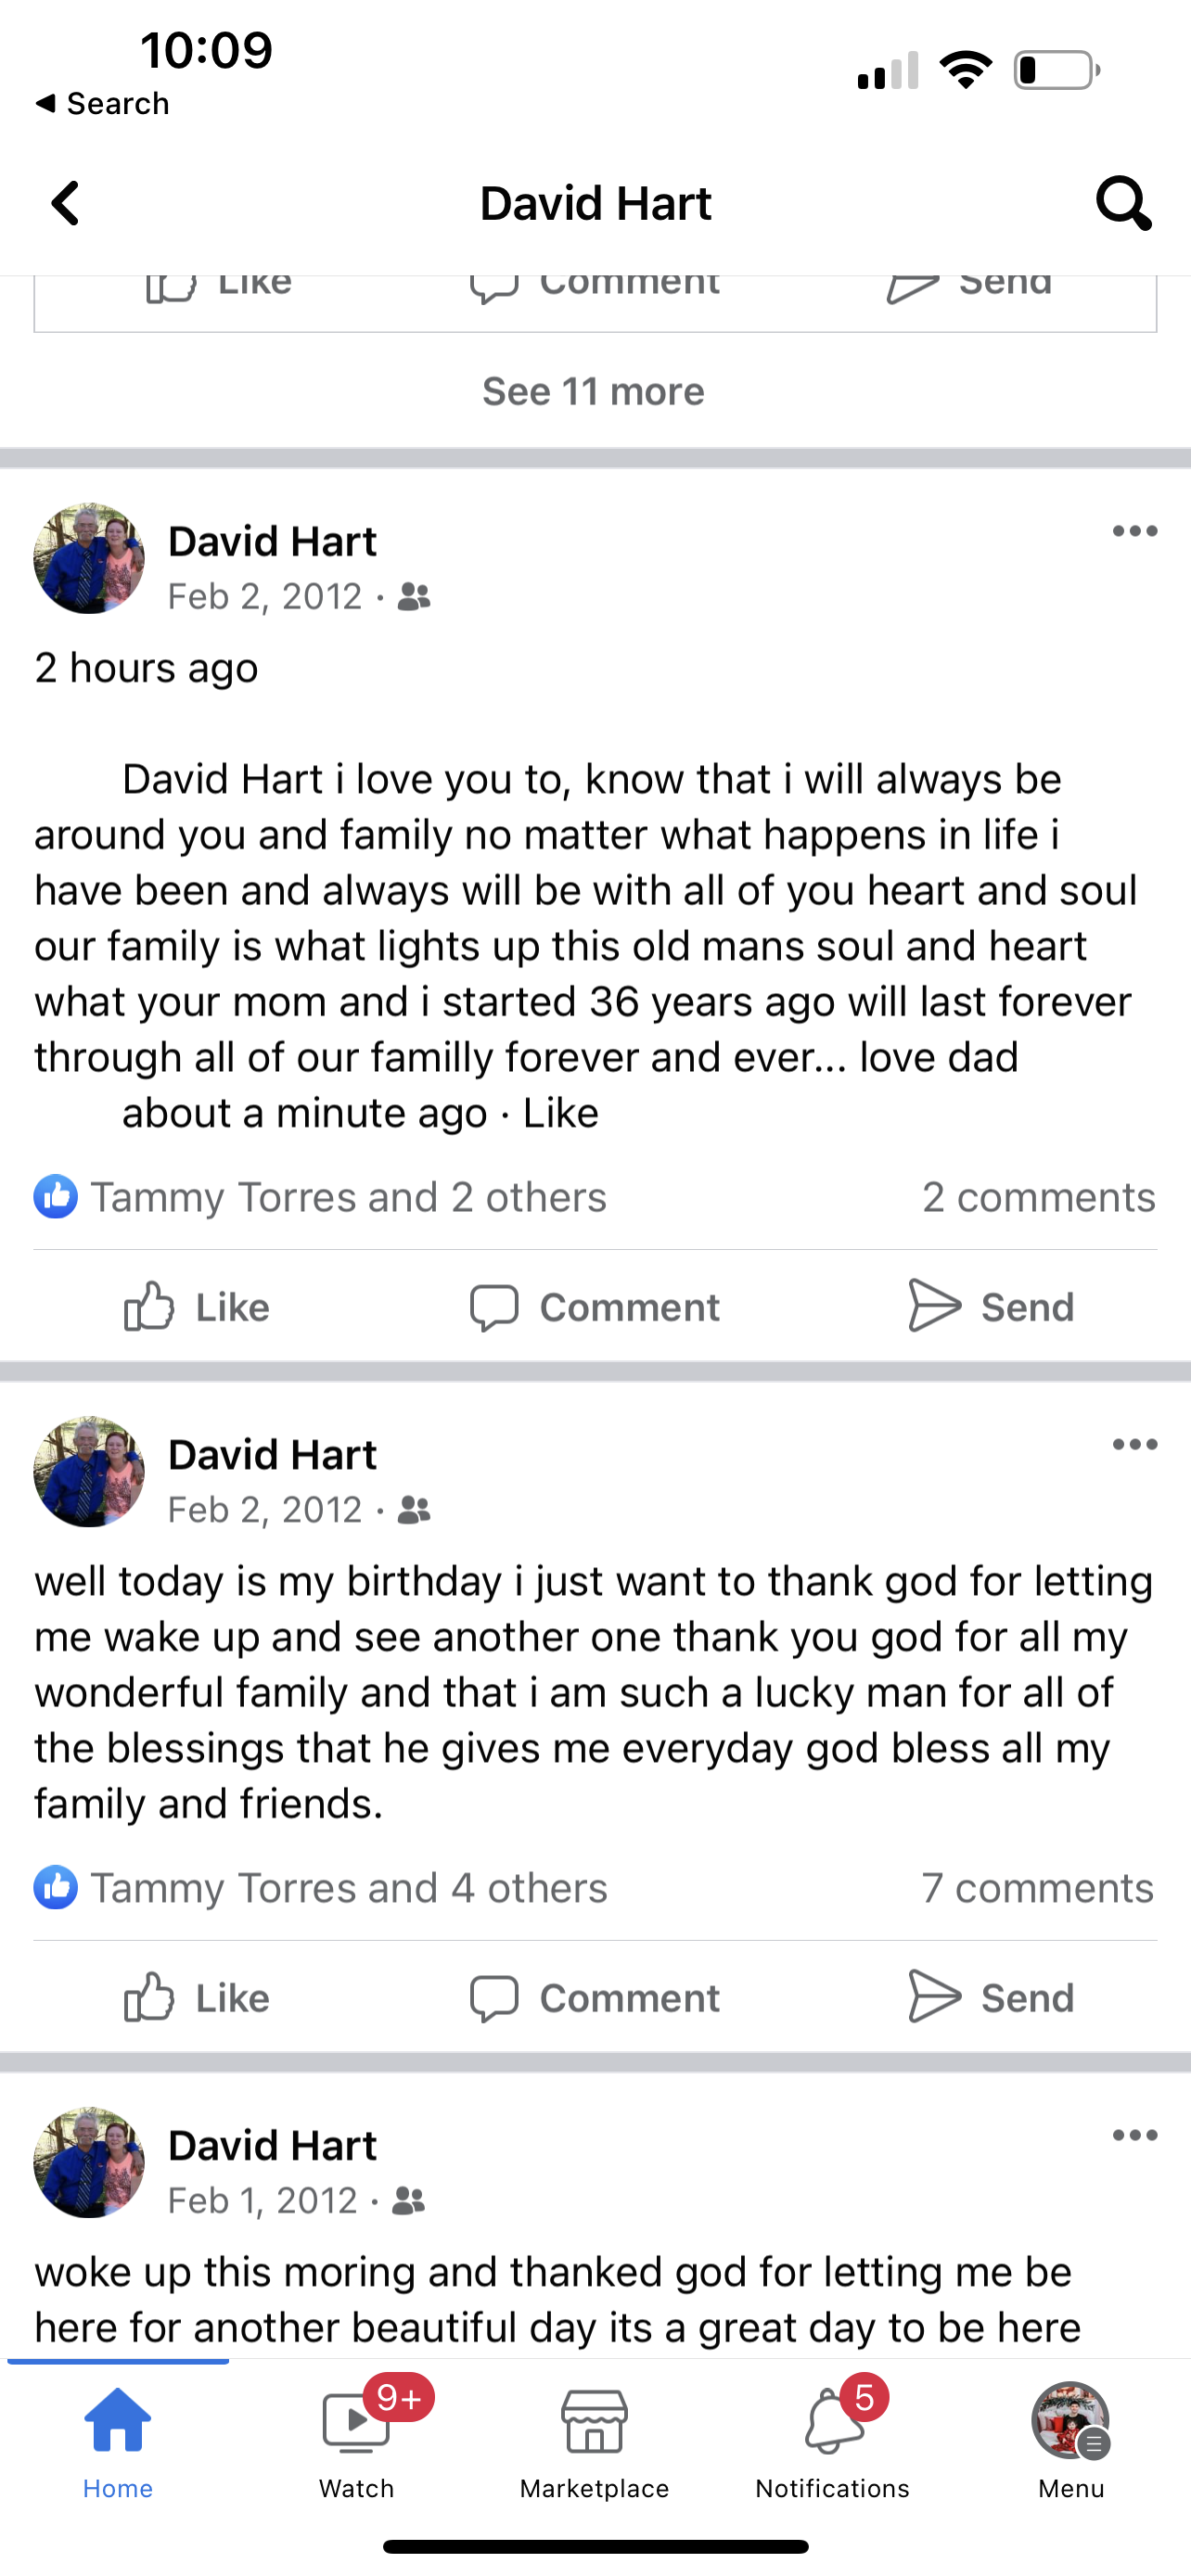 10:09
◀ Search
David Hart
Like Comment Send
See 11 more
David Hart
Feb 2, 2012 ·
2 hours ago
David Hart i love you to, know that i will always be
around you and family no matter what happens in life i
have been and always will be with all of you heart and soul
our family is what lights up this old mans soul and heart
what your mom and i started 36 years ago will last forever
through all of our familly forever and ever... love dad
about a minute ago · Like
Tammy Torres and 2 others 2 comments
Like Comment Send
David Hart
Feb 2, 2012 ·
well today is my birthday i just want to thank god for letting
me wake up and see another one thank you god for all my
wonderful family and that i am such a lucky man for all of
the blessings that he gives me everyday god bless all my
family and friends.
Tammy Torres and 4 others 7 comments
Like Comment Send
David Hart
Feb 1, 2012 ·
woke up this moring and thanked god for letting me be
here for another beautiful day its a great day to be here
9+ 5
Home Watch Marketplace Notifications Menu